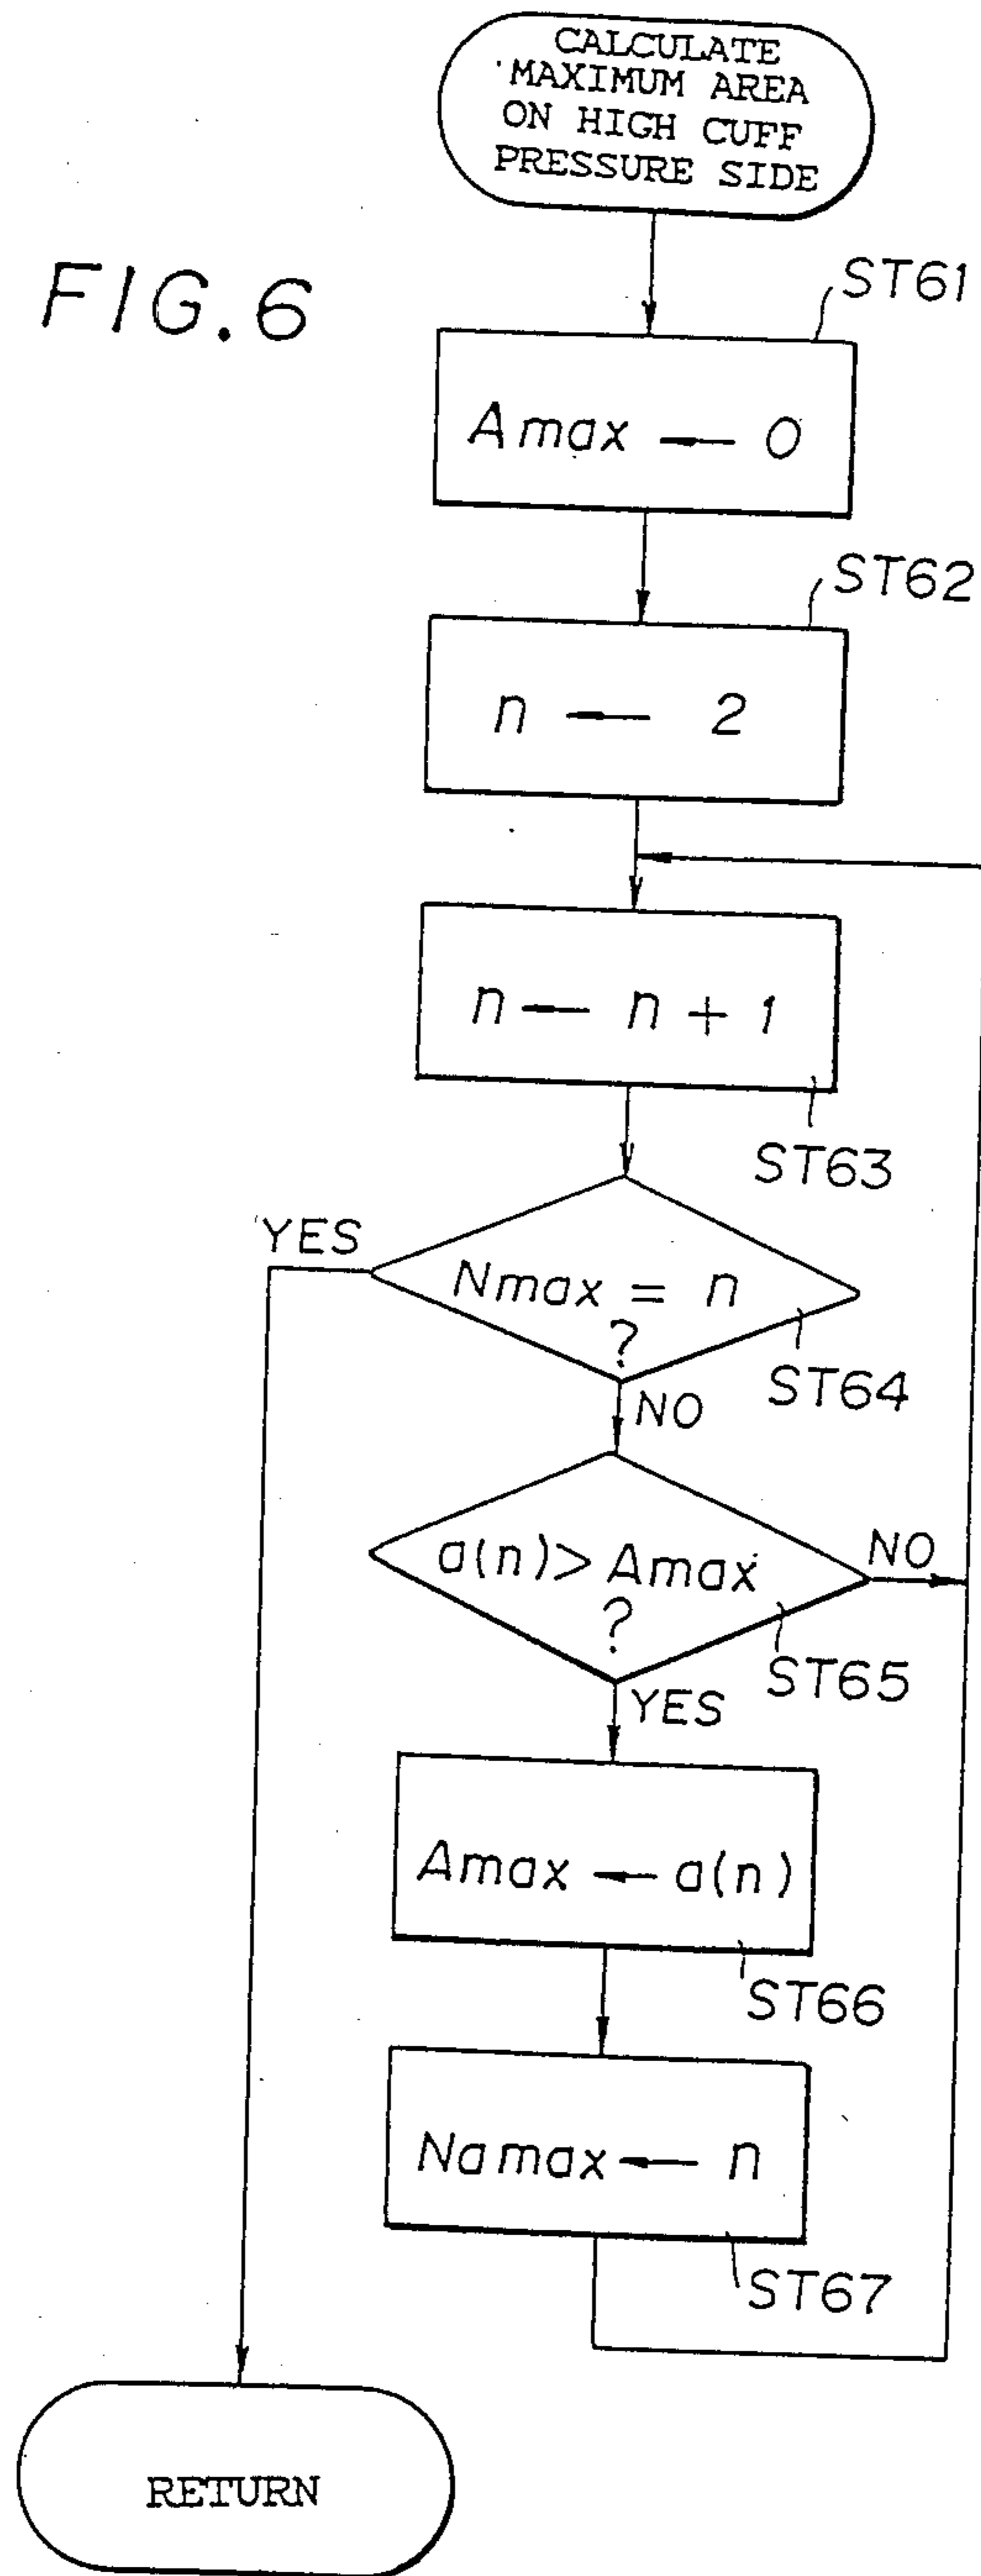 CALCULATE
MAXIMUM AREA
ON HIGH CUFF
PRESSURE SIDE
FIG.6
ST61
Amax ← 0
ST62
n ← 2
n ← n + 1
ST63
YES
Nmax = n
?
ST64
NO
a(n) > Amax
?
NO
ST65
YES
Amax ← a(n)
ST66
Namax ← n
ST67
RETURN